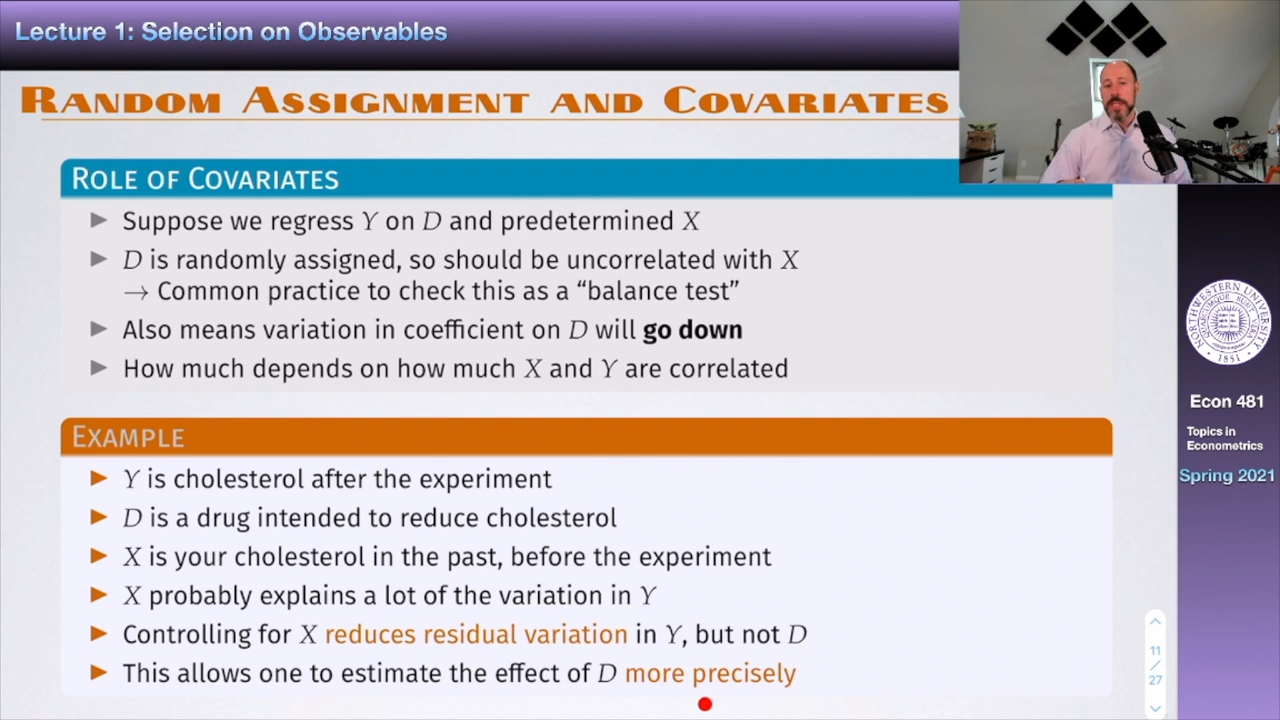 Lecture 1: Selection on Observables
Random Assignment and Covariates
Role of Covariates
▶ Suppose we regress Y on D and predetermined X
▶ D is randomly assigned, so should be uncorrelated with X
→ Common practice to check this as a “balance test”
▶ Also means variation in coefficient on D will go down
▶ How much depends on how much X and Y are correlated
Example
▶ Y is cholesterol after the experiment
▶ D is a drug intended to reduce cholesterol
▶ X is your cholesterol in the past, before the experiment
▶ X probably explains a lot of the variation in Y
▶ Controlling for X reduces residual variation in Y, but not D
▶ This allows one to estimate the effect of D more precisely
NORTHWESTERN UNIVERSITY
1851
Econ 481
Topics in
Econometrics
Spring 2021
11
/
27